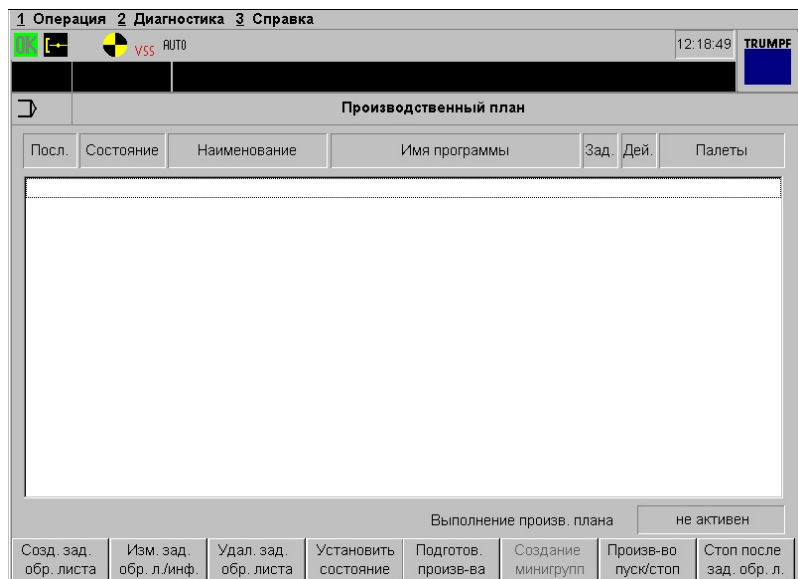 1 Операция 2 Диагностика 3 Справка
OK VSS AUTO 12:18:49 TRUMPF
Производственный план
Посл. Состояние Наименование Имя программы Зад. Дей. Палеты
Выполнение произв. плана не активен
Созд. зад. Изм. зад. Удал. зад. Установить Подготов. Создание Произв-во Стоп после
обр. листа обр. л./инф. обр. листа состояние произв-ва минигрупп пуск/стоп зад. обр. л.